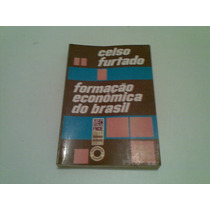 celso
furtado
formação
econômica
do brasil